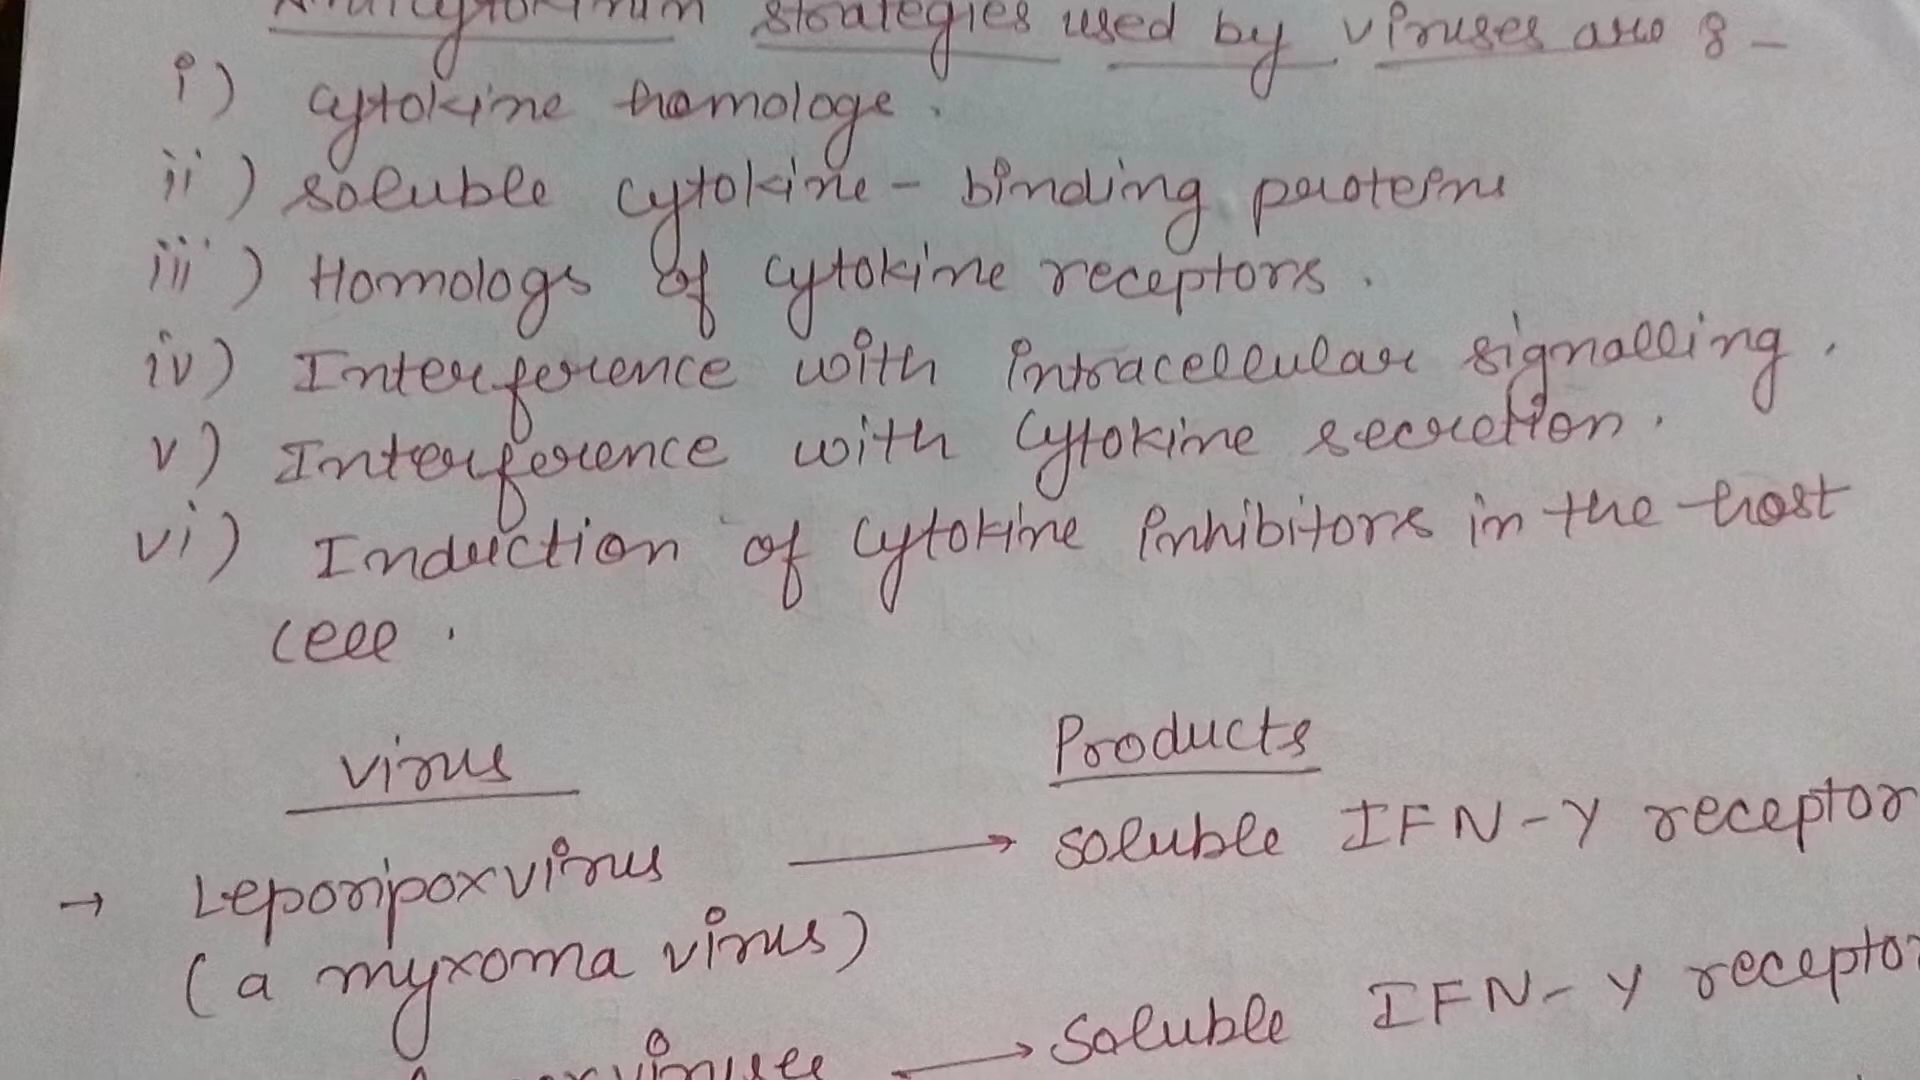 strategies used by viruses are :-
i) cytokine homologe.
ii) soluble cytokine - binding proteins
iii) Homologs of cytokine receptors.
iv) Interference with intracellular signalling.
v) Interference with cytokine secretion.
vi) Induction of cytokine inhibitors in the host
cell.
virus Products
→ Leporipoxvirus → soluble IFN-γ receptor
(a myxoma virus)
→ soluble IFN-γ receptor